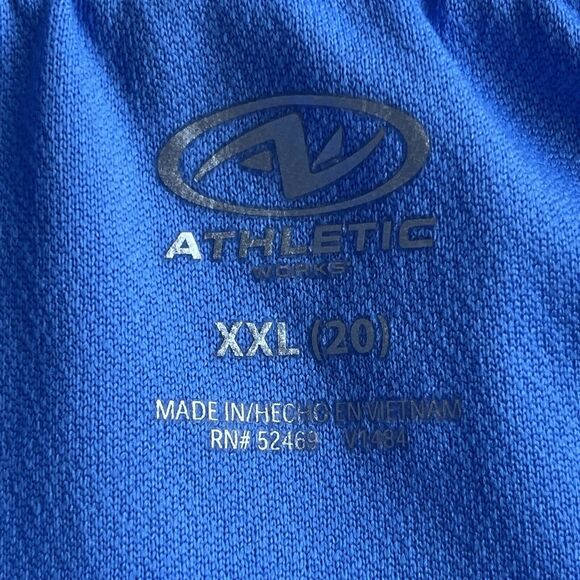 ATHLETIC
WORKS
XXL (20)
MADE IN/HECHO EN VIETNAM
RN# 52469 V1484